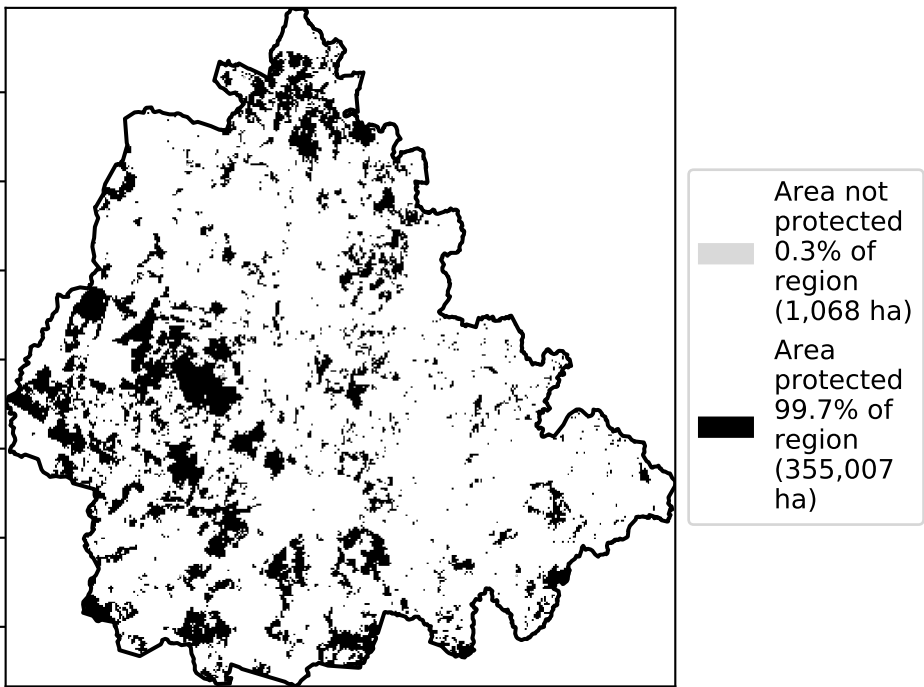 Area not
protected
0.3% of
region
(1,068 ha)
Area
protected
99.7% of
region
(355,007
ha)